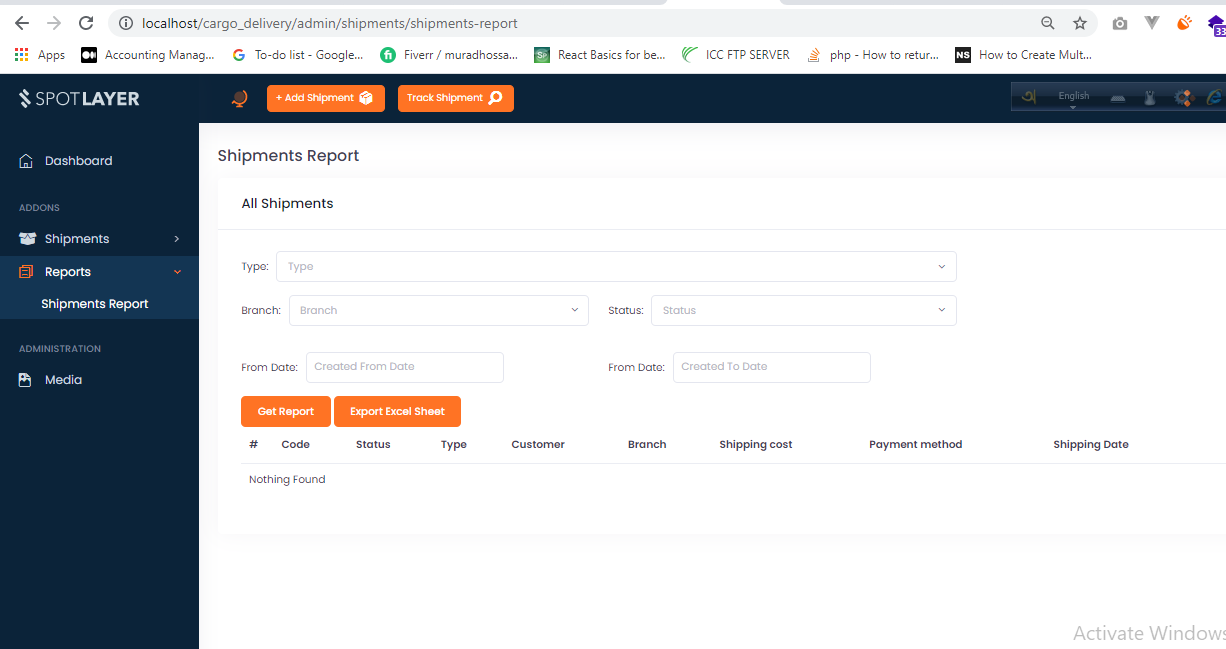 localhost/cargo_delivery/admin/shipments/shipments-report
33
Apps Accounting Manag... To-do list - Google... Fiverr / muradhossa... React Basics for be... ICC FTP SERVER php - How to retur... NS How to Create Mult...
SPOTLAYER
+ Add Shipment Track Shipment English
Shipments Report
Dashboard
All Shipments
ADDONS
Shipments
Type: Type
Reports
Shipments Report
Branch: Branch Status: Status
ADMINISTRATION
Media
From Date: Created From Date From Date: Created To Date
Get Report Export Excel Sheet
# Code Status Type Customer Branch Shipping cost Payment method Shipping Date
Nothing Found
Activate Windows